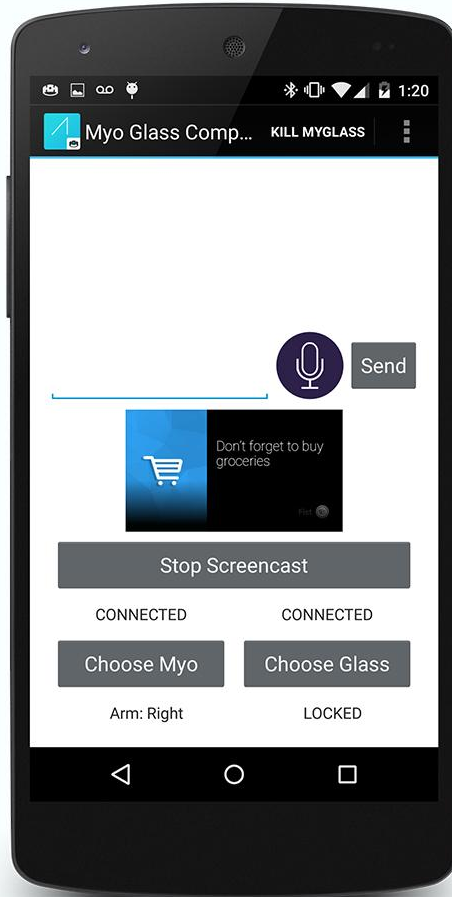 1:20
Myo Glass Comp... KILL MYGLASS
Send
Don't forget to buy
groceries
Stop Screencast
CONNECTED CONNECTED
Choose Myo Choose Glass
Arm: Right LOCKED